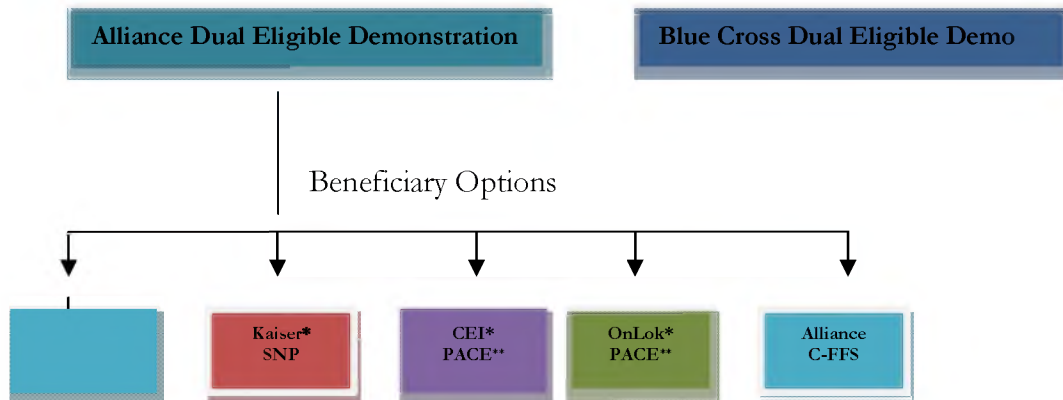 Alliance Dual Eligible Demonstration
Blue Cross Dual Eligible Demo
Beneficiary Options
Kaiser*
SNP
CEI*
PACE**
OnLok*
PACE**
Alliance
C-FFS